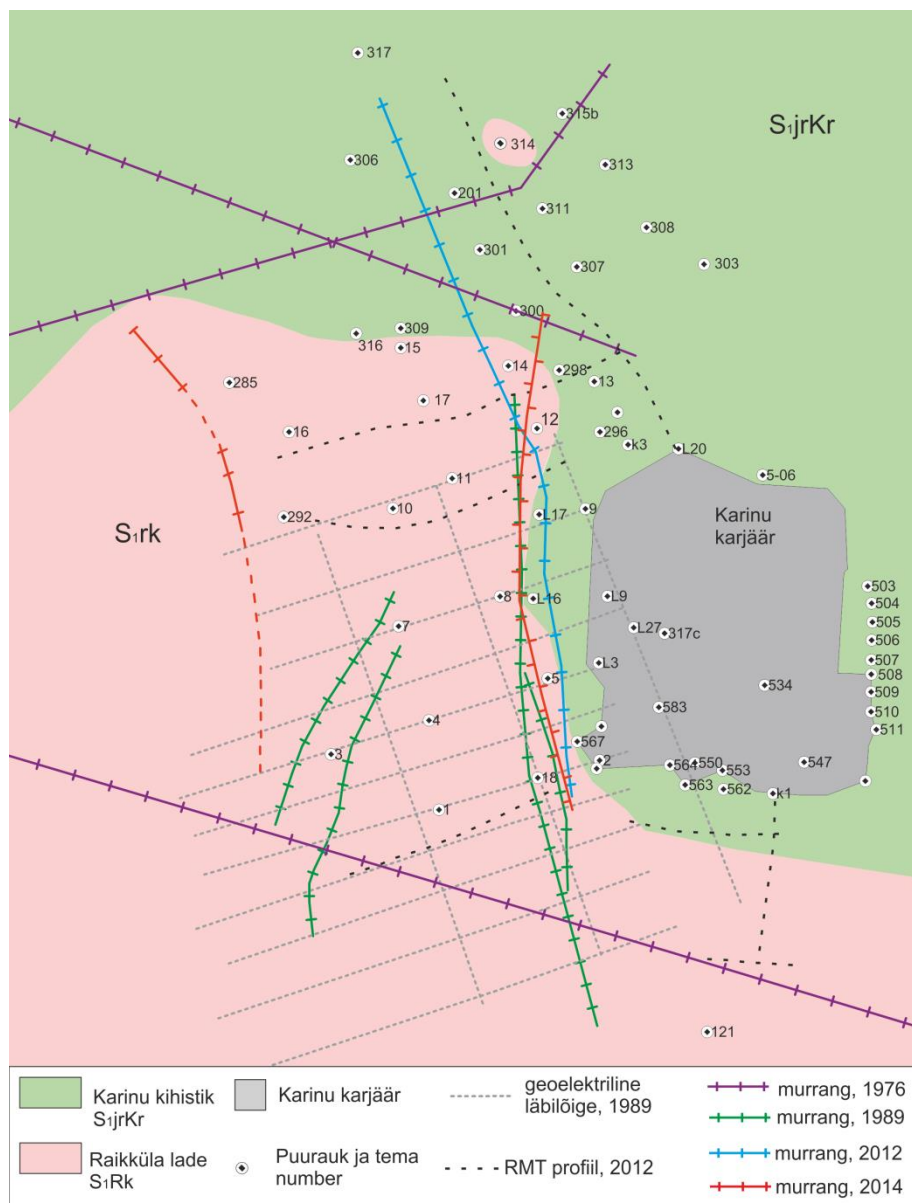 317
315b
S₁jrKr
314
306
313
201
311
308
301
307
303
300
309
316
15
14
298
13
285
17
16
12
296
k3
L20
5-06
11
10
292
L17
9
Karinu
karjäär
S₁rk
503
8
L16
L9
504
7
L27
317c
505
506
L3
507
508
5
534
509
4
583
510
511
567
3
2
564
550
553
547
18
563
562
k1
1
121
Karinu kihistik
S₁jrKr
Karinu karjäär
geoelektriline
läbilõige, 1989
murrang, 1976
murrang, 1989
Raikküla lade
S₁Rk
Puurauk ja tema
number
RMT profiil, 2012
murrang, 2012
murrang, 2014